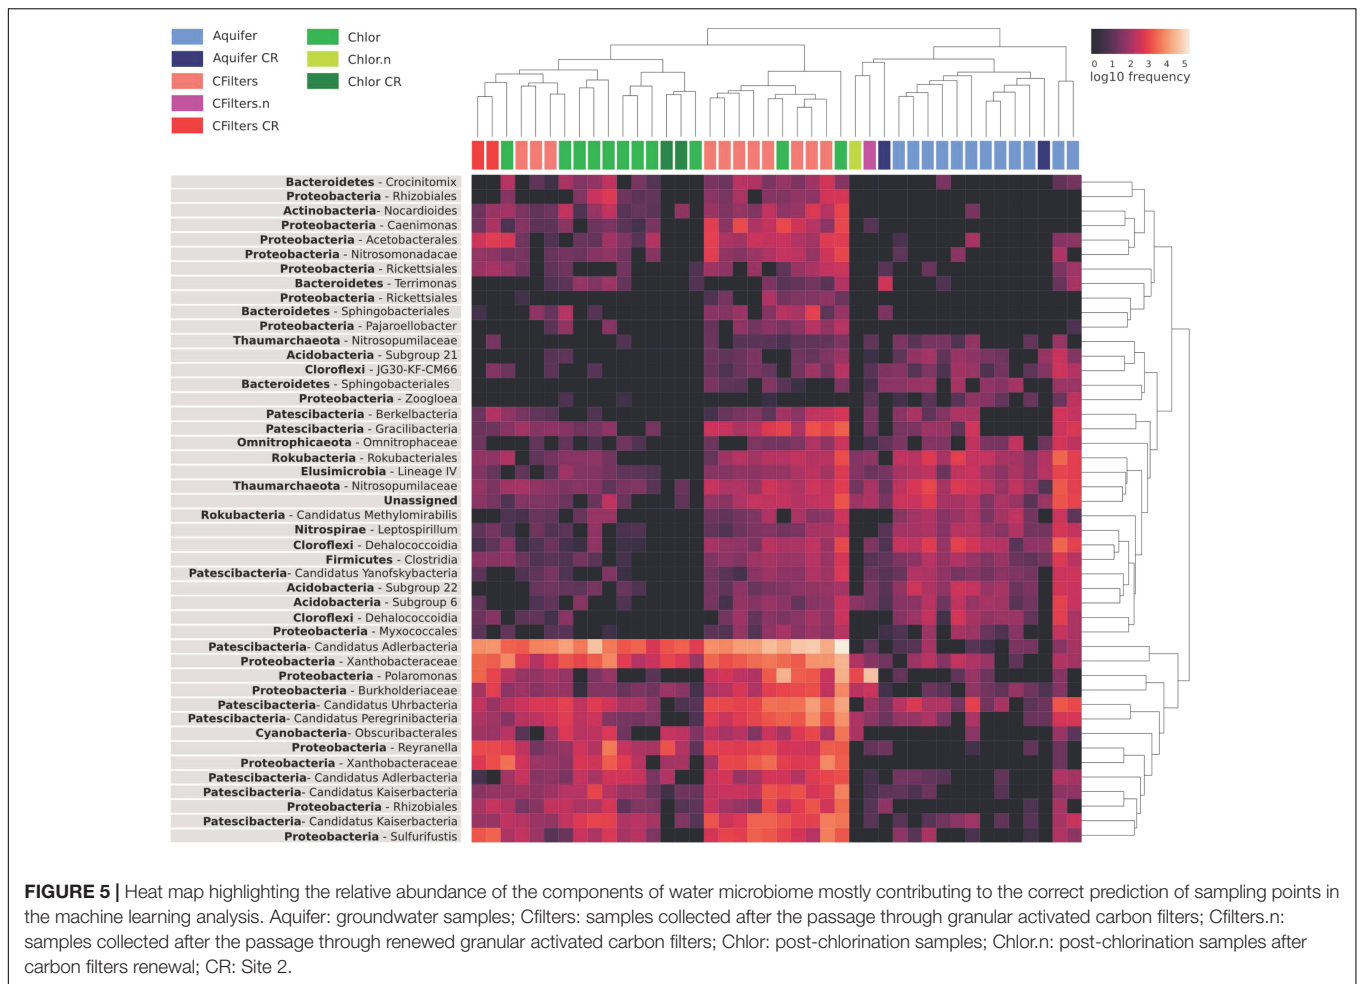 Aquifer
Aquifer CR
CFilters
CFilters.n
CFilters CR
Chlor
Chlor.n
Chlor CR
0 1 2 3 4 5
log10 frequency
Bacteroidetes - Crocinitomix
Proteobacteria - Rhizobiales
Actinobacteria- Nocardioides
Proteobacteria - Caenimonas
Proteobacteria - Acetobacterales
Proteobacteria - Nitrosomonadacae
Proteobacteria - Rickettsiales
Bacteroidetes - Terrimonas
Proteobacteria - Rickettsiales
Bacteroidetes - Sphingobacteriales
Proteobacteria - Pajaroellobacter
Thaumarchaeota - Nitrosopumilaceae
Acidobacteria - Subgroup 21
Cloroflexi - JG30-KF-CM66
Bacteroidetes - Sphingobacteriales
Proteobacteria - Zoogloea
Patescibacteria - Berkelbacteria
Patescibacteria - Gracilibacteria
Omnitrophicaeota - Omnitrophaceae
Rokubacteria - Rokubacteriales
Elusimicrobia - Lineage IV
Thaumarchaeota - Nitrosopumilaceae
Unassigned
Rokubacteria - Candidatus Methylomirabilis
Nitrospirae - Leptospirillum
Cloroflexi - Dehalococcoidia
Firmicutes - Clostridia
Patescibacteria- Candidatus Yanofskybacteria
Acidobacteria - Subgroup 22
Acidobacteria - Subgroup 6
Cloroflexi - Dehalococcoidia
Proteobacteria - Myxococcales
Patescibacteria- Candidatus Adlerbacteria
Proteobacteria - Xanthobacteraceae
Proteobacteria - Polaromonas
Proteobacteria - Burkholderiaceae
Patescibacteria- Candidatus Uhrbacteria
Patescibacteria- Candidatus Peregrinibacteria
Cyanobacteria- Obscuribacterales
Proteobacteria - Reyranella
Proteobacteria - Xanthobacteraceae
Patescibacteria- Candidatus Adlerbacteria
Patescibacteria- Candidatus Kaiserbacteria
Proteobacteria - Rhizobiales
Patescibacteria- Candidatus Kaiserbacteria
Proteobacteria - Sulfurifustis
FIGURE 5 | Heat map highlighting the relative abundance of the components of water microbiome mostly contributing to the correct prediction of sampling points in
the machine learning analysis. Aquifer: groundwater samples; Cfilters: samples collected after the passage through granular activated carbon filters; Cfilters.n:
samples collected after the passage through renewed granular activated carbon filters; Chlor: post-chlorination samples; Chlor.n: post-chlorination samples after
carbon filters renewal; CR: Site 2.